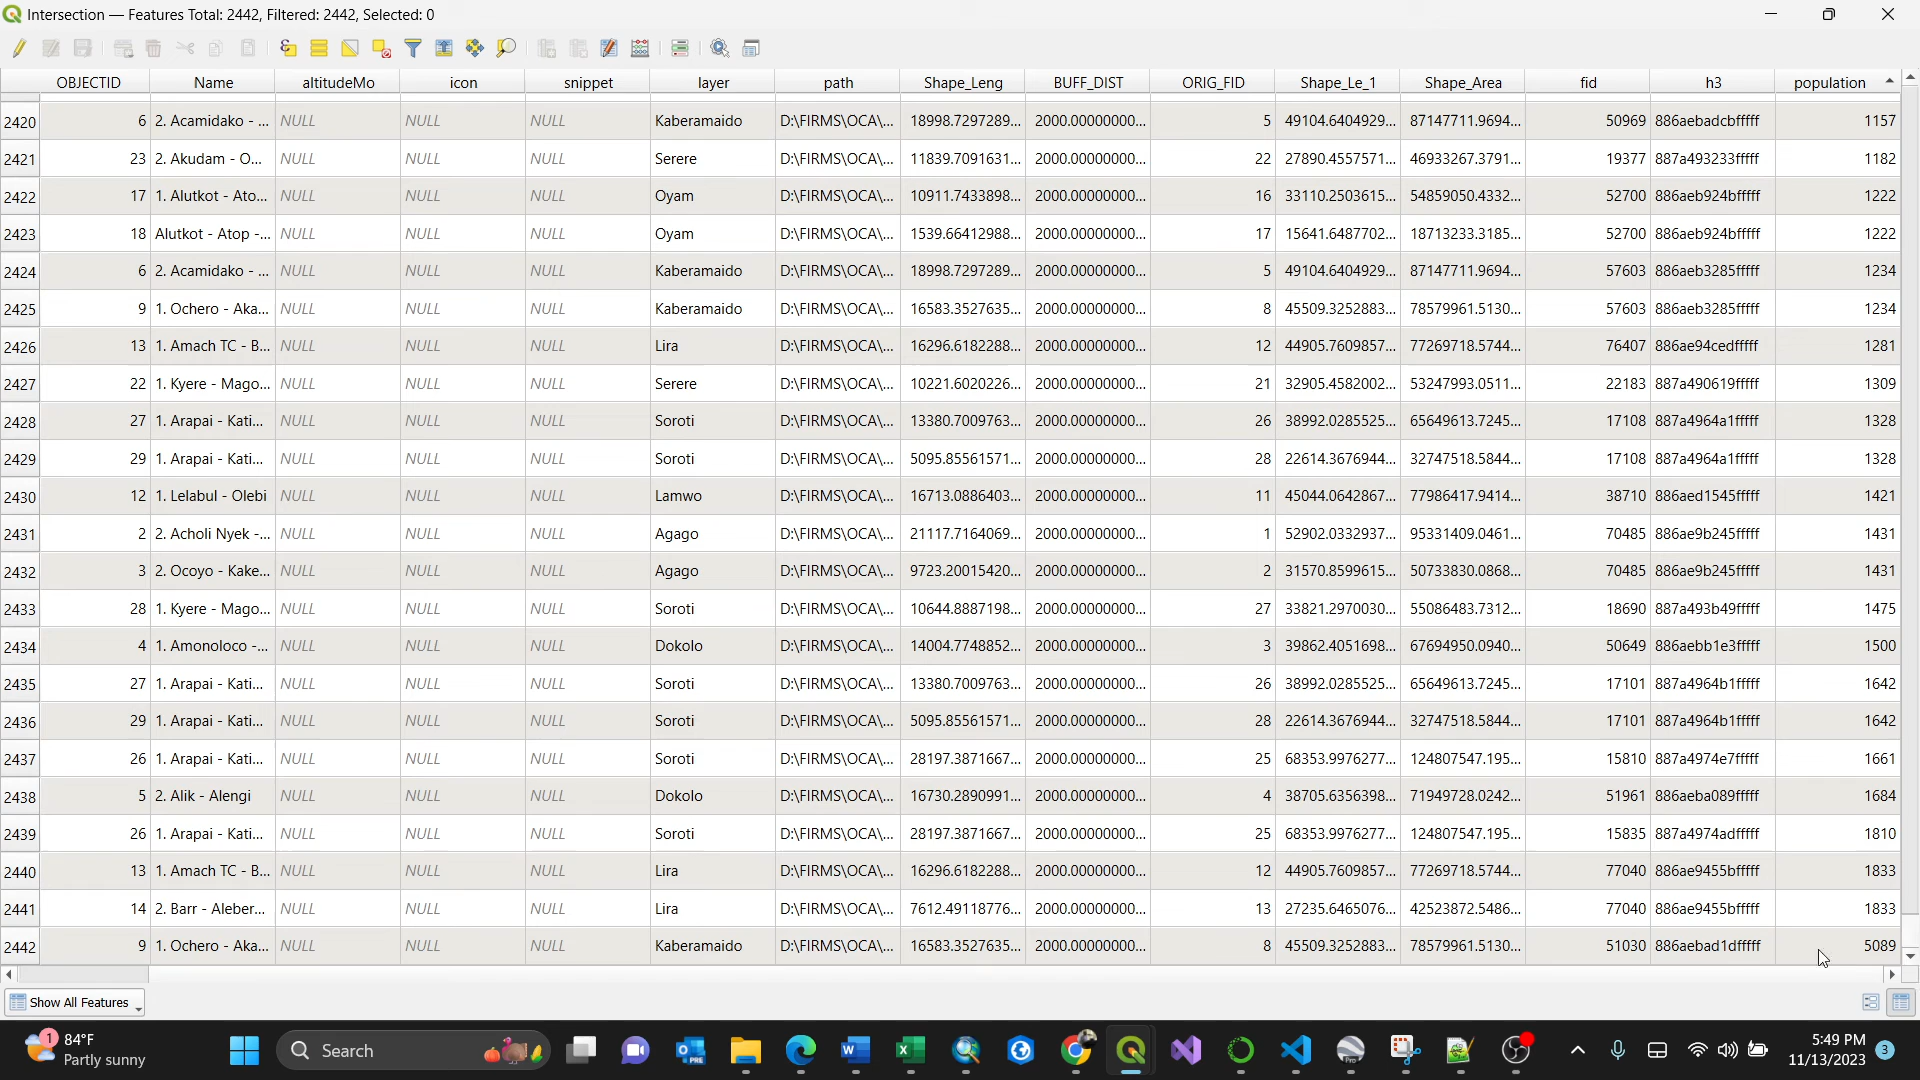 Intersection — Features Total: 2442, Filtered: 2442, Selected: 0
OBJECTID Name altitudeMo icon snippet layer path Shape_Leng BUFF_DIST ORIG_FID Shape_Le_1 Shape_Area fid h3 population
2420 6 2. Acamidako - ... NULL NULL NULL Kaberamaido D:\FIRMS\OCA\... 18998.7297289... 2000.00000000... 5 49104.6404929... 87147711.9694... 50969 886aebadcbfffff 1157
2421 23 2. Akudam - O... NULL NULL NULL Serere D:\FIRMS\OCA\... 11839.7091631... 2000.00000000... 22 27890.4557571... 46933267.3791... 19377 887a493233fffff 1182
2422 17 1. Alutkot - Ato... NULL NULL NULL Oyam D:\FIRMS\OCA\... 10911.7433898... 2000.00000000... 16 33110.2503615... 54859050.4332... 52700 886aeb924bfffff 1222
2423 18 Alutkot - Atop -... NULL NULL NULL Oyam D:\FIRMS\OCA\... 1539.66412988... 2000.00000000... 17 15641.6487702... 18713233.3185... 52700 886aeb924bfffff 1222
2424 6 2. Acamidako - ... NULL NULL NULL Kaberamaido D:\FIRMS\OCA\... 18998.7297289... 2000.00000000... 5 49104.6404929... 87147711.9694... 57603 886aeb3285fffff 1234
2425 9 1. Ochero - Aka... NULL NULL NULL Kaberamaido D:\FIRMS\OCA\... 16583.3527635... 2000.00000000... 8 45509.3252883... 78579961.5130... 57603 886aeb3285fffff 1234
2426 13 1. Amach TC - B... NULL NULL NULL Lira D:\FIRMS\OCA\... 16296.6182288... 2000.00000000... 12 44905.7609857... 77269718.5744... 76407 886ae94cedfffff 1281
2427 22 1. Kyere - Mago... NULL NULL NULL Serere D:\FIRMS\OCA\... 10221.6020226... 2000.00000000... 21 32905.4582002... 53247993.0511... 22183 887a490619fffff 1309
2428 27 1. Arapai - Kati... NULL NULL NULL Soroti D:\FIRMS\OCA\... 13380.7009763... 2000.00000000... 26 38992.0285525... 65649613.7245... 17108 887a4964a1fffff 1328
2429 29 1. Arapai - Kati... NULL NULL NULL Soroti D:\FIRMS\OCA\... 5095.85561571... 2000.00000000... 28 22614.3676944... 32747518.5844... 17108 887a4964a1fffff 1328
2430 12 1. Lelabul - Olebi NULL NULL NULL Lamwo D:\FIRMS\OCA\... 16713.0886403... 2000.00000000... 11 45044.0642867... 77986417.9414... 38710 886aed1545fffff 1421
2431 2 2. Acholi Nyek -... NULL NULL NULL Agago D:\FIRMS\OCA\... 21117.7164069... 2000.00000000... 1 52902.0332937... 95331409.0461... 70485 886ae9b245fffff 1431
2432 3 2. Ocoyo - Kake... NULL NULL NULL Agago D:\FIRMS\OCA\... 9723.20015420... 2000.00000000... 2 31570.8599615... 50733830.0868... 70485 886ae9b245fffff 1431
2433 28 1. Kyere - Mago... NULL NULL NULL Soroti D:\FIRMS\OCA\... 10644.8887198... 2000.00000000... 27 33821.2970030... 55086483.7312... 18690 887a493b49fffff 1475
2434 4 1. Amonoloco -... NULL NULL NULL Dokolo D:\FIRMS\OCA\... 14004.7748852... 2000.00000000... 3 39862.4051698... 67694950.0940... 50649 886aebb1e3fffff 1500
2435 27 1. Arapai - Kati... NULL NULL NULL Soroti D:\FIRMS\OCA\... 13380.7009763... 2000.00000000... 26 38992.0285525... 65649613.7245... 17101 887a4964b1fffff 1642
2436 29 1. Arapai - Kati... NULL NULL NULL Soroti D:\FIRMS\OCA\... 5095.85561571... 2000.00000000... 28 22614.3676944... 32747518.5844... 17101 887a4964b1fffff 1642
2437 26 1. Arapai - Kati... NULL NULL NULL Soroti D:\FIRMS\OCA\... 28197.3871667... 2000.00000000... 25 68353.9976277... 124807547.195... 15810 887a4974e7fffff 1661
2438 5 2. Alik - Alengi NULL NULL NULL Dokolo D:\FIRMS\OCA\... 16730.2890991... 2000.00000000... 4 38705.6356398... 71949728.0242... 51961 886aeba089fffff 1684
2439 26 1. Arapai - Kati... NULL NULL NULL Soroti D:\FIRMS\OCA\... 28197.3871667... 2000.00000000... 25 68353.9976277... 124807547.195... 15835 887a4974adfffff 1810
2440 13 1. Amach TC - B... NULL NULL NULL Lira D:\FIRMS\OCA\... 16296.6182288... 2000.00000000... 12 44905.7609857... 77269718.5744... 77040 886ae9455bfffff 1833
2441 14 2. Barr - Aleber... NULL NULL NULL Lira D:\FIRMS\OCA\... 7612.49118776... 2000.00000000... 13 27235.6465076... 42523872.5486... 77040 886ae9455bfffff 1833
2442 9 1. Ochero - Aka... NULL NULL NULL Kaberamaido D:\FIRMS\OCA\... 16583.3527635... 2000.00000000... 8 45509.3252883... 78579961.5130... 51030 886aebad1dfffff 5089
Show All Features
1 84°F
Partly sunny
Search
PRE
Pro
5:49 PM
11/13/2023
3